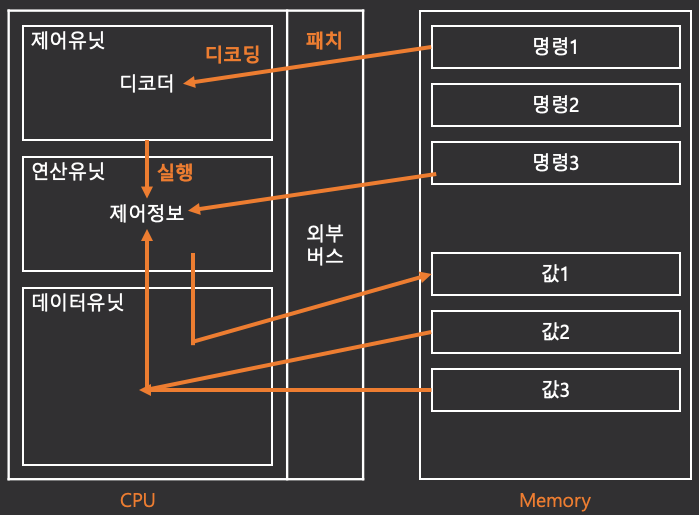 제어유닛
디코딩
디코더
실행
연산유닛
제어정보
데이터유닛
패치
외부
버스
명령1
명령2
명령3
값1
값2
값3
CPU
Memory